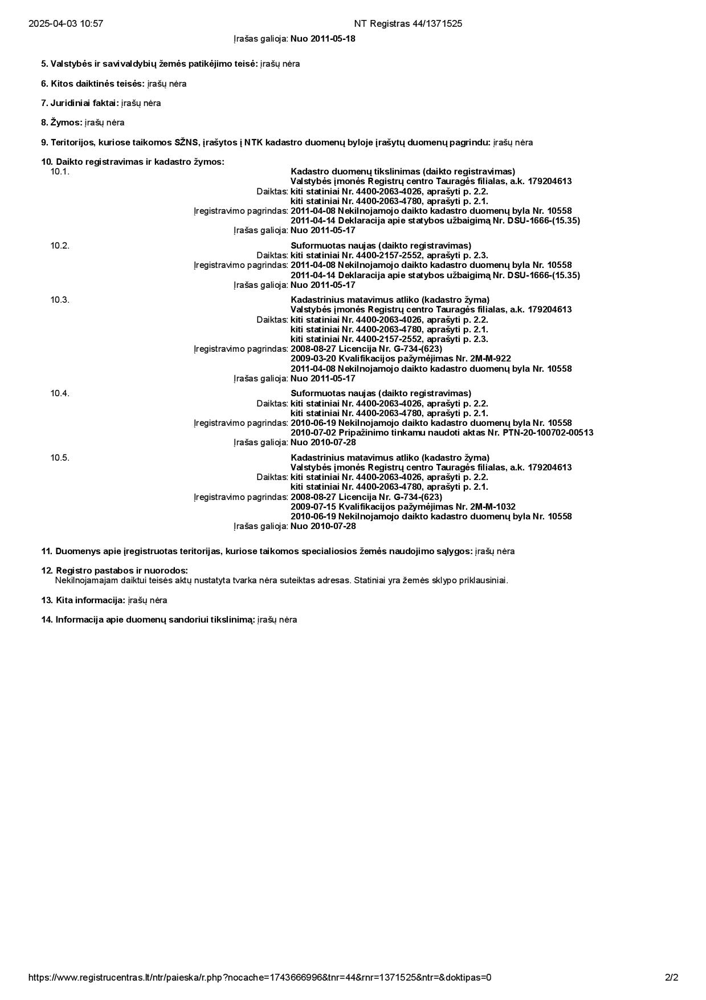 2025-04-03 10:57 NT Registras 44/1371525
Įrašas galioja: Nuo 2011-05-18
5. Valstybės ir savivaldybių žemės patikėjimo teisė: įrašų nėra
6. Kitos daiktinės teisės: įrašų nėra
7. Juridiniai faktai: įrašų nėra
8. Žymos: įrašų nėra
9. Teritorijos, kuriose taikomos SŽNS, įrašytos į NTK kadastro duomenų byloje įrašytų duomenų pagrindu: įrašų nėra
10. Daikto registravimas ir kadastro žymos:
10.1. Kadastro duomenų tikslinimas (daikto registravimas)
Valstybės įmonės Registrų centro Tauragės filialas, a.k. 179204613
Daiktas: kiti statiniai Nr. 4400-2063-4026, aprašyti p. 2.2.
kiti statiniai Nr. 4400-2063-4780, aprašyti p. 2.1.
Įregistravimo pagrindas: 2011-04-08 Nekilnojamojo daikto kadastro duomenų byla Nr. 10558
2011-04-14 Deklaracija apie statybos užbaigimą Nr. DSU-1666-(15.35)
Įrašas galioja: Nuo 2011-05-17
10.2. Suformuotas naujas (daikto registravimas)
Daiktas: kiti statiniai Nr. 4400-2157-2552, aprašyti p. 2.3.
Įregistravimo pagrindas: 2011-04-08 Nekilnojamojo daikto kadastro duomenų byla Nr. 10558
2011-04-14 Deklaracija apie statybos užbaigimą Nr. DSU-1666-(15.35)
Įrašas galioja: Nuo 2011-05-17
10.3. Kadastrinius matavimus atliko (kadastro žyma)
Valstybės įmonės Registrų centro Tauragės filialas, a.k. 179204613
Daiktas: kiti statiniai Nr. 4400-2063-4026, aprašyti p. 2.2.
kiti statiniai Nr. 4400-2063-4780, aprašyti p. 2.1.
kiti statiniai Nr. 4400-2157-2552, aprašyti p. 2.3.
Įregistravimo pagrindas: 2008-08-27 Licencija Nr. G-734-(623)
2009-03-20 Kvalifikacijos pažymėjimas Nr. 2M-M-922
2011-04-08 Nekilnojamojo daikto kadastro duomenų byla Nr. 10558
Įrašas galioja: Nuo 2011-05-17
10.4. Suformuotas naujas (daikto registravimas)
Daiktas: kiti statiniai Nr. 4400-2063-4026, aprašyti p. 2.2.
kiti statiniai Nr. 4400-2063-4780, aprašyti p. 2.1.
Įregistravimo pagrindas: 2010-06-19 Nekilnojamojo daikto kadastro duomenų byla Nr. 10558
2010-07-02 Pripažinimo tinkamu naudoti aktas Nr. PTN-20-100702-00513
Įrašas galioja: Nuo 2010-07-28
10.5. Kadastrinius matavimus atliko (kadastro žyma)
Valstybės įmonės Registrų centro Tauragės filialas, a.k. 179204613
Daiktas: kiti statiniai Nr. 4400-2063-4026, aprašyti p. 2.2.
kiti statiniai Nr. 4400-2063-4780, aprašyti p. 2.1.
Įregistravimo pagrindas: 2008-08-27 Licencija Nr. G-734-(623)
2009-07-15 Kvalifikacijos pažymėjimas Nr. 2M-M-1032
2010-06-19 Nekilnojamojo daikto kadastro duomenų byla Nr. 10558
Įrašas galioja: Nuo 2010-07-28
11. Duomenys apie įregistruotas teritorijas, kuriose taikomos specialiosios žemės naudojimo sąlygos: įrašų nėra
12. Registro pastabos ir nuorodos:
Nekilnojamajam daiktui teisės aktų nustatyta tvarka nėra suteiktas adresas. Statiniai yra žemės sklypo priklausiniai.
13. Kita informacija: įrašų nėra
14. Informacija apie duomenų sandoriui tikslinimą: įrašų nėra
https://www.registrucentras.lt/ntr/paieska/r.php?nocache=1743666996&tnr=44&rnr=1371525&ntr=&doktipas=0 2/2